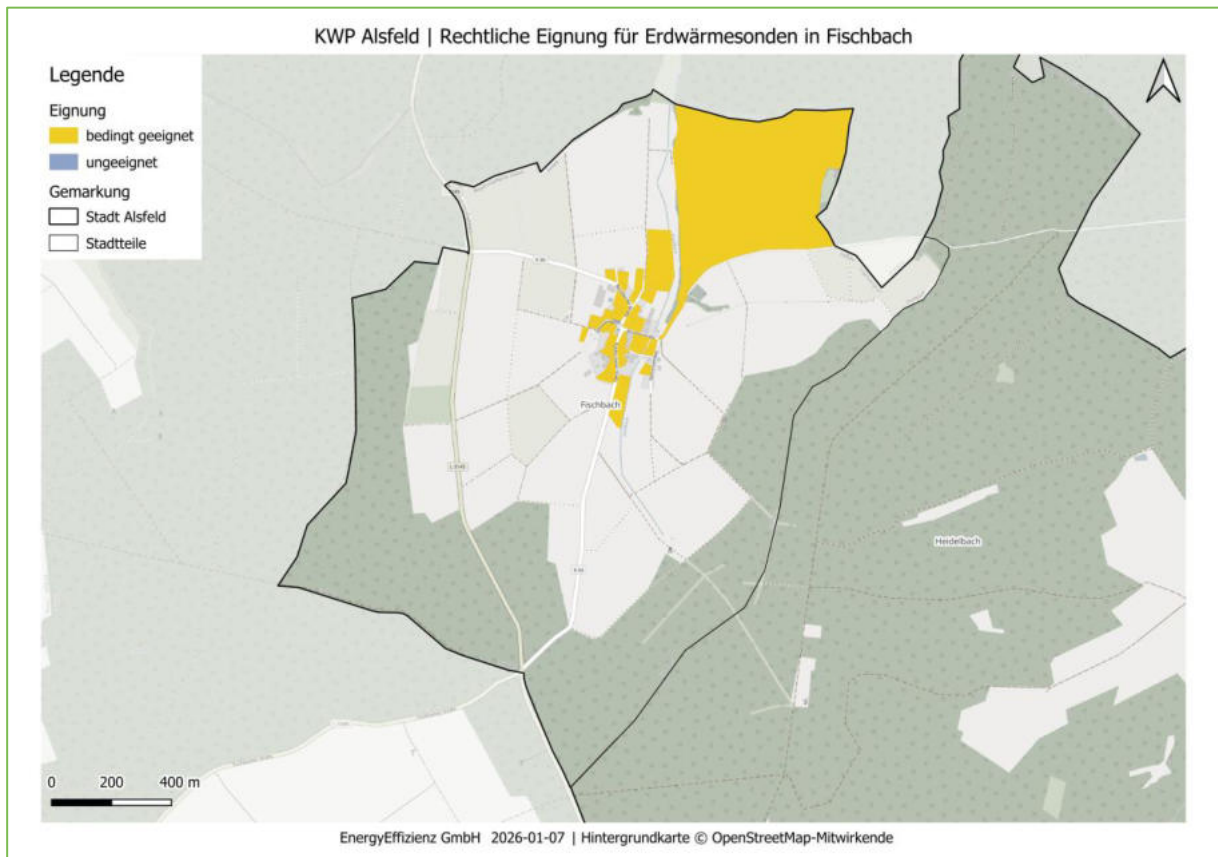 KWP Alsfeld | Rechtliche Eignung für Erdwärmesonden in Fischbach
Legende
Eignung
bedingt geeignet
ungeeignet
Gemarkung
Stadt Alsfeld
Stadtteile
Fischbach
Heidelbach
0 200 400 m
EnergyEffizienz GmbH 2026-01-07 | Hintergrundkarte © OpenStreetMap-Mitwirkende